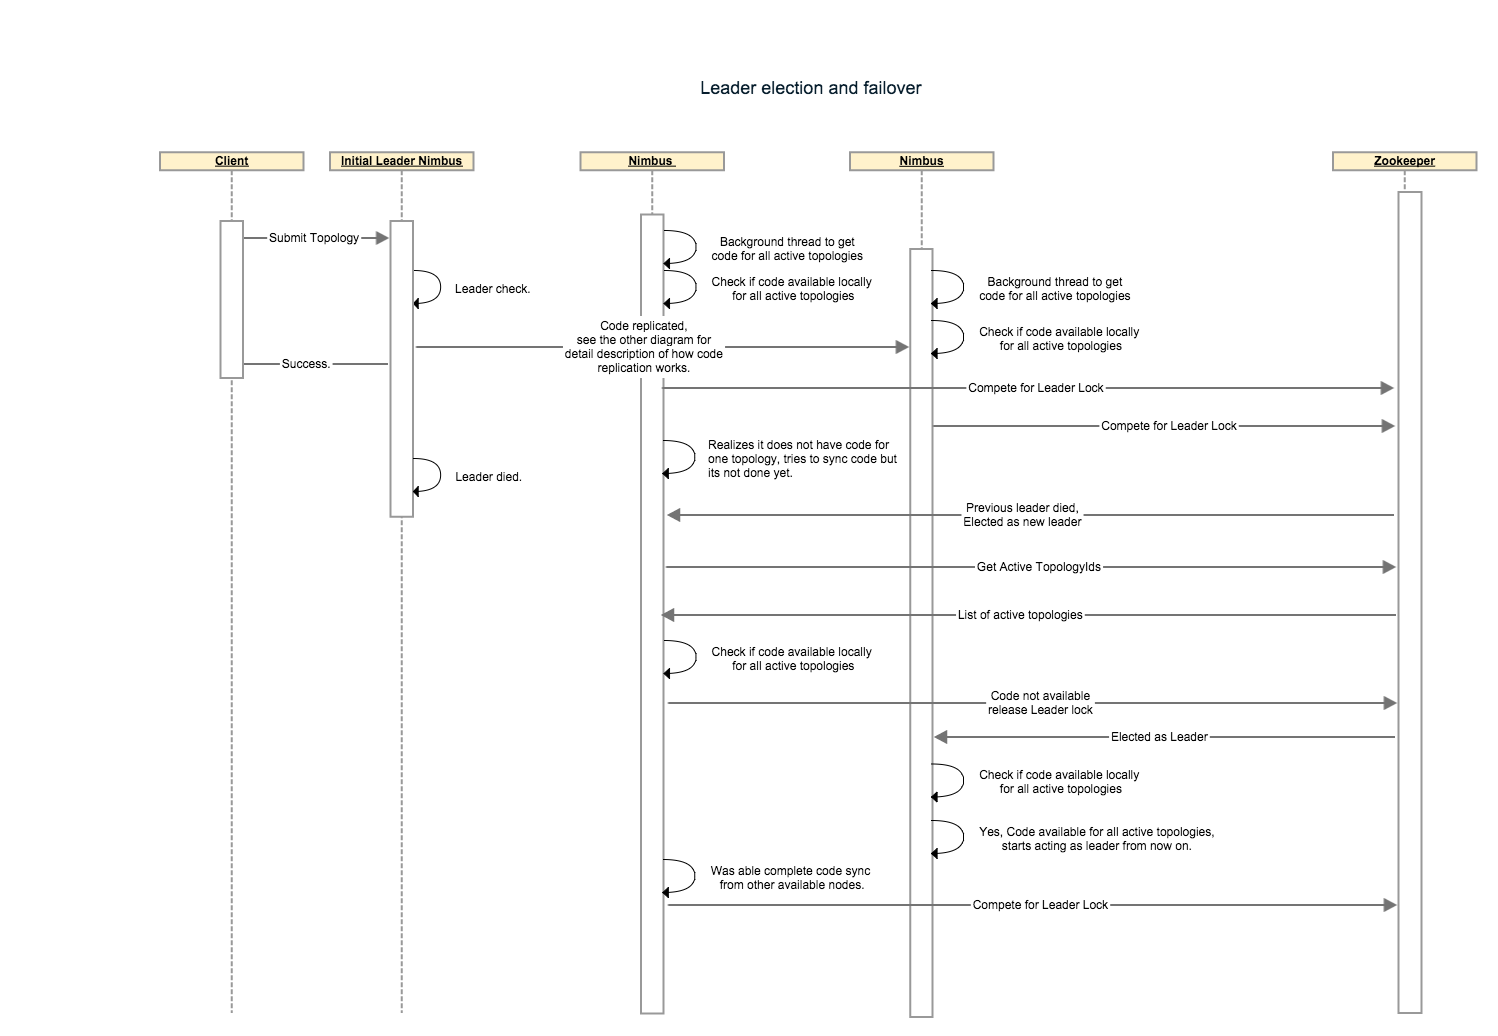 Leader election and failover
Client
Initial Leader Nimbus
Nimbus
Nimbus
Zookeeper
Submit Topology
Background thread to get
code for all active topologies
Leader check.
Check if code available locally
for all active topologies
Background thread to get
code for all active topologies
Code replicated,
see the other diagram for
detail description of how code
replication works.
Check if code available locally
for all active topologies
Success.
Compete for Leader Lock
Compete for Leader Lock
Realizes it does not have code for
one topology, tries to sync code but
its not done yet.
Leader died.
Previous leader died,
Elected as new leader
Get Active TopologyIds
List of active topologies
Check if code available locally
for all active topologies
Code not available
release Leader lock
Elected as Leader
Check if code available locally
for all active topologies
Yes, Code available for all active topologies,
starts acting as leader from now on.
Was able complete code sync
from other available nodes.
Compete for Leader Lock